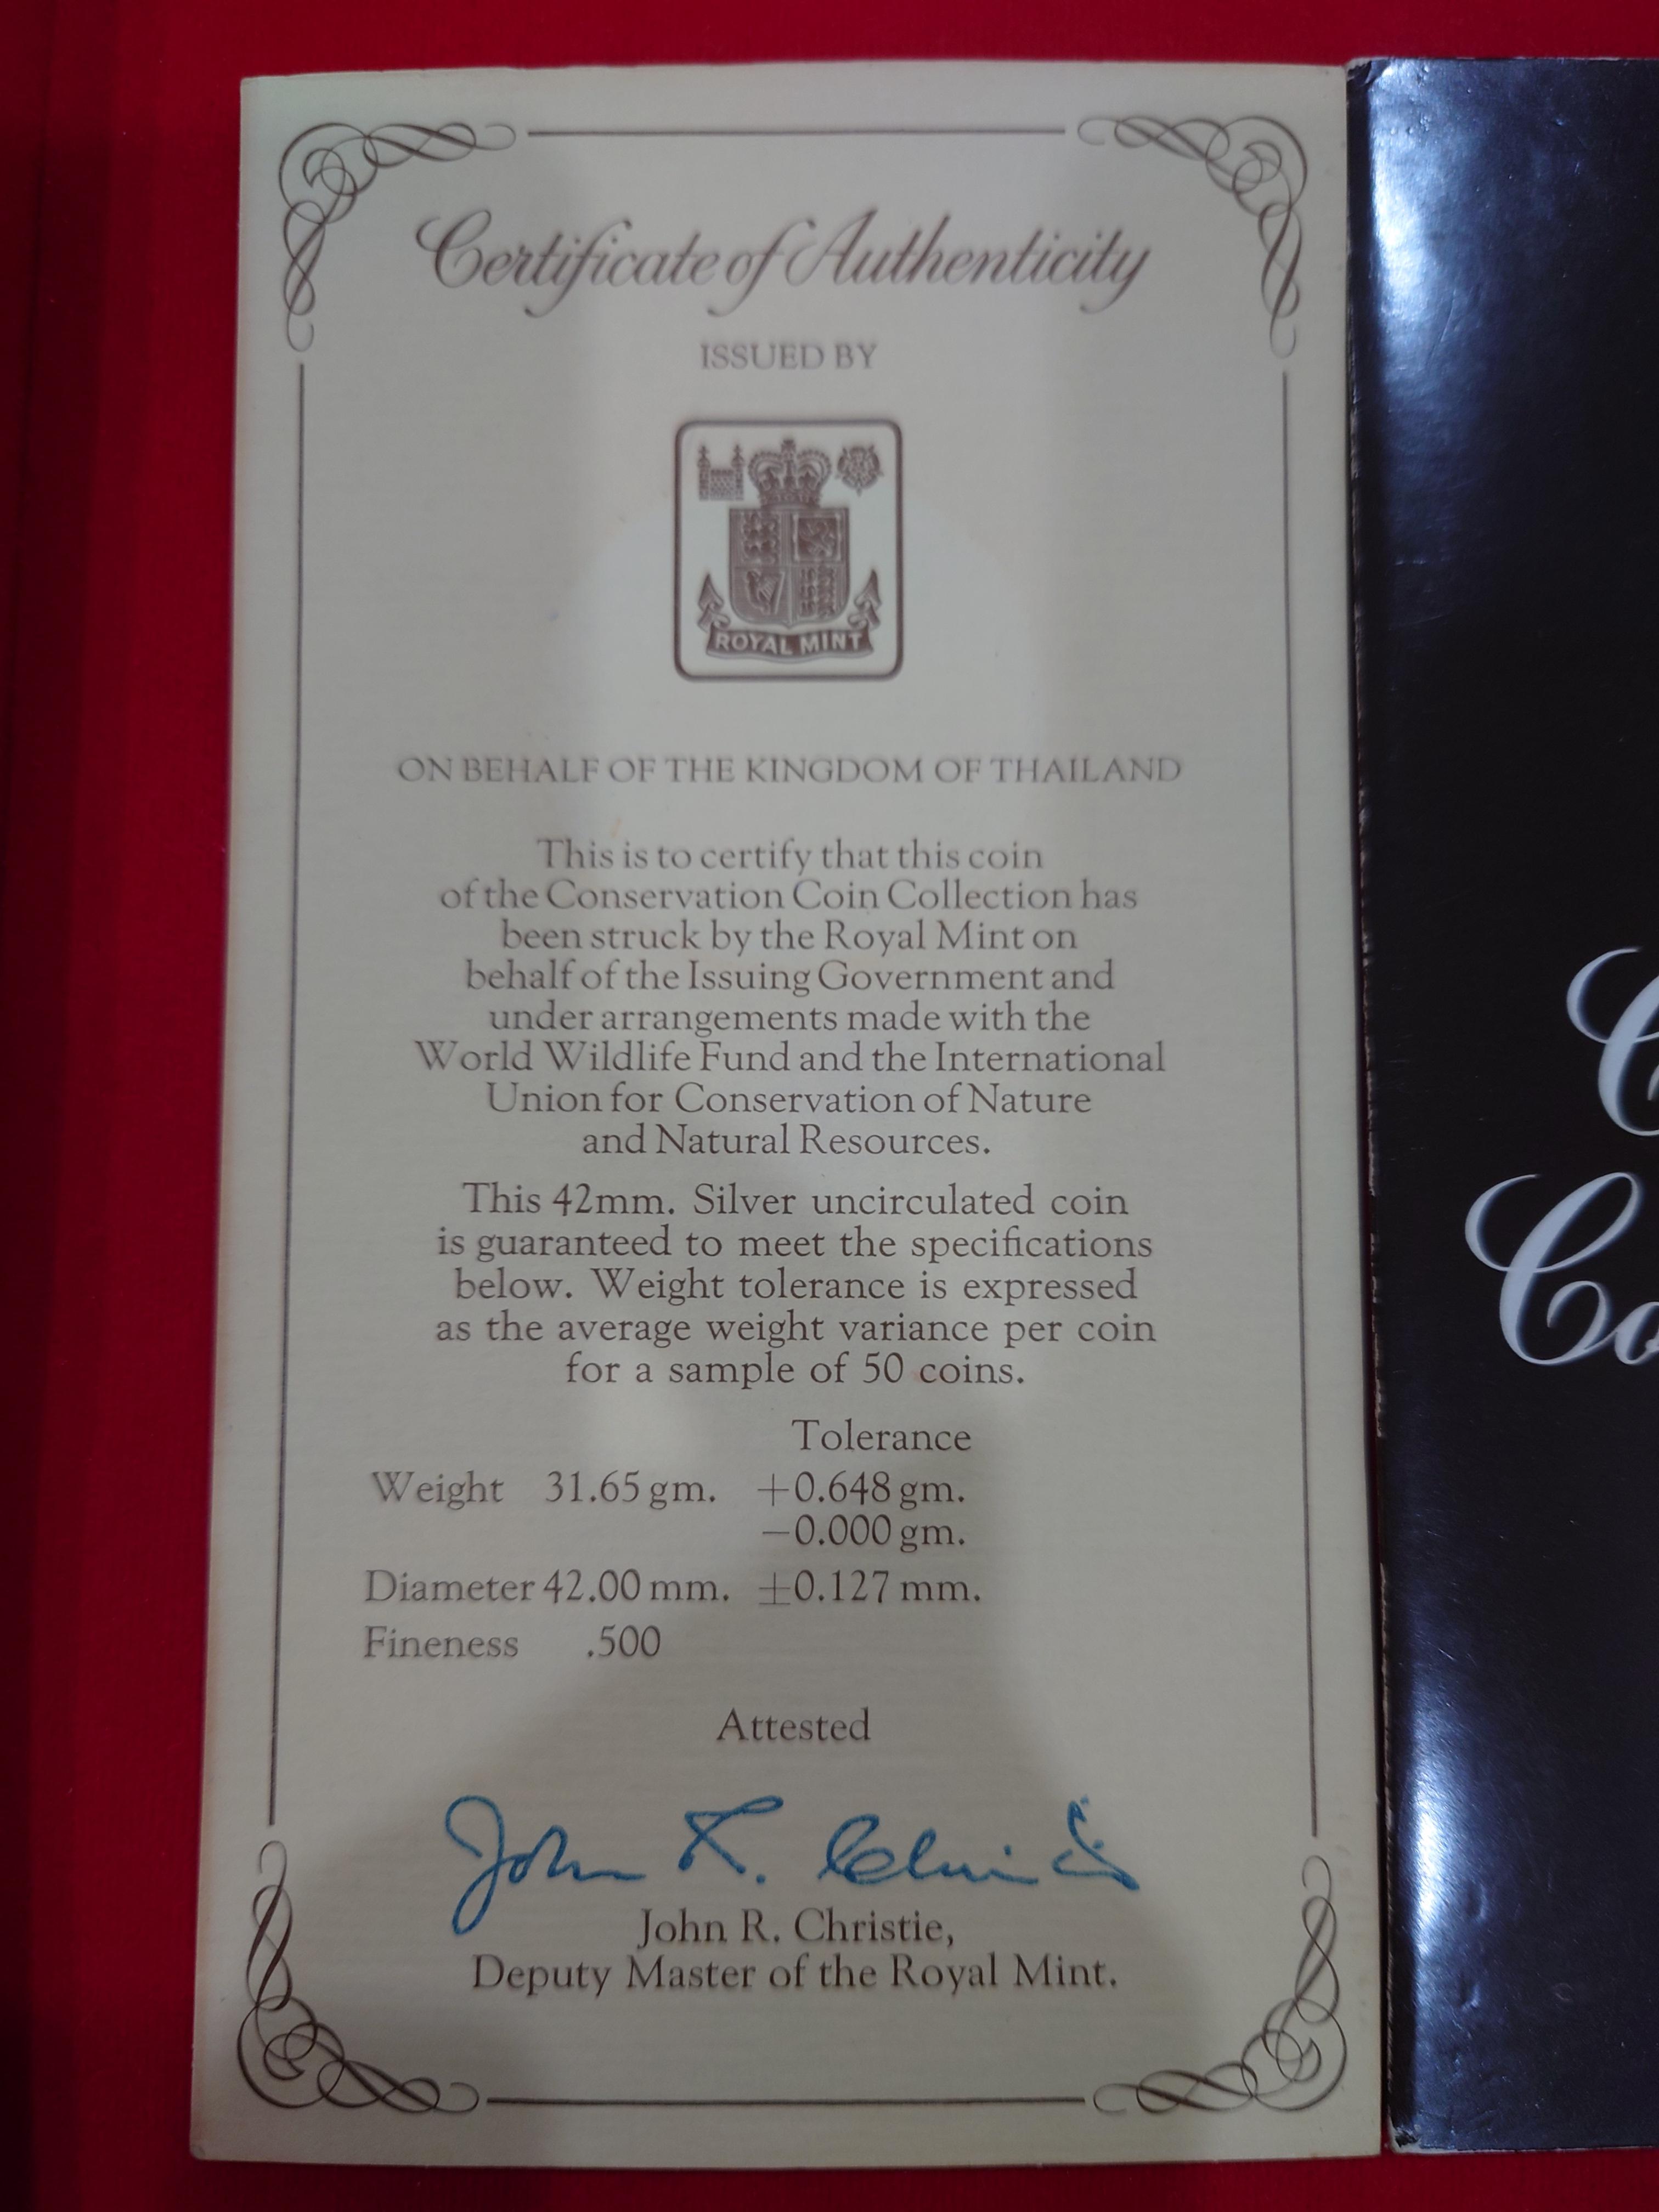 Certificate of Authenticity
ISSUED BY
ROYAL MINT
ON BEHALF OF THE KINGDOM OF THAILAND
This is to certify that this coin
of the Conservation Coin Collection has
been struck by the Royal Mint on
behalf of the Issuing Government and
under arrangements made with the
World Wildlife Fund and the International
Union for Conservation of Nature
and Natural Resources.
This 42mm. Silver uncirculated coin
is guaranteed to meet the specifications
below. Weight tolerance is expressed
as the average weight variance per coin
for a sample of 50 coins.
Tolerance
Weight 31.65 gm. +0.648 gm.
−0.000 gm.
Diameter 42.00 mm. ±0.127 mm.
Fineness .500
Attested
John R. Christie
John R. Christie,
Deputy Master of the Royal Mint.
C
Co